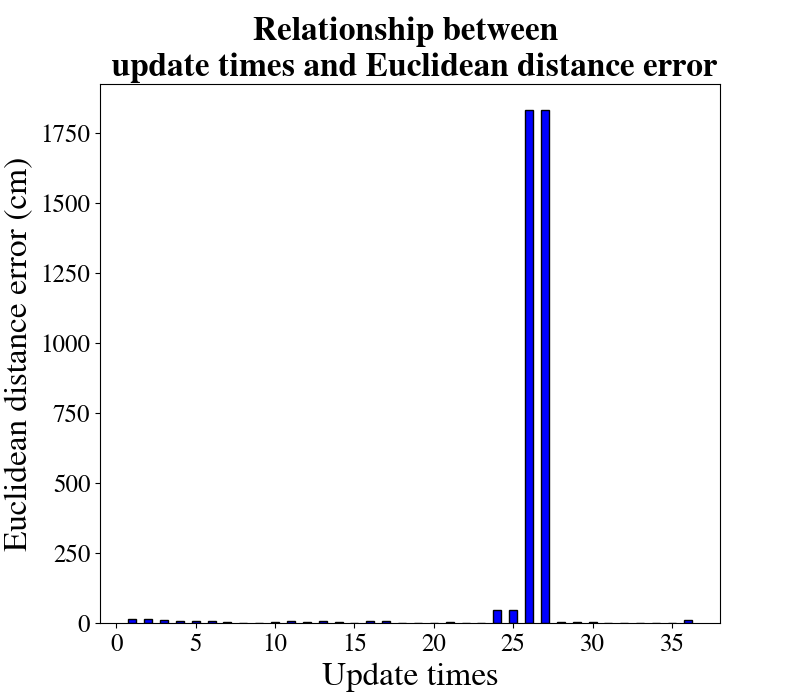 Relationship between
update times and Euclidean distance error
Euclidean distance error (cm)
1750
1500
1250
1000
750
500
250
0
0 5 10 15 20 25 30 35
Update times